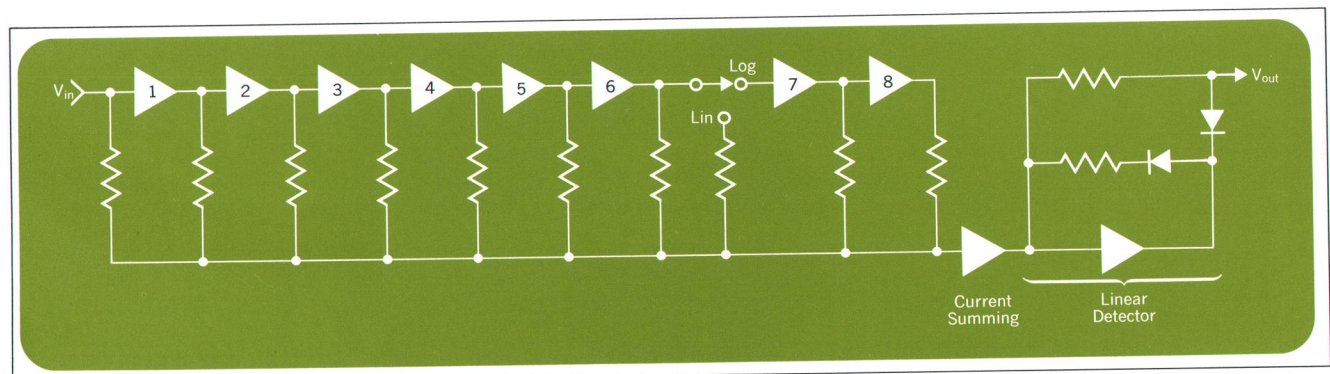 V_in
1
2
3
4
5
6
Log
7
8
V_out
Lin
Current
Summing
Linear
Detector